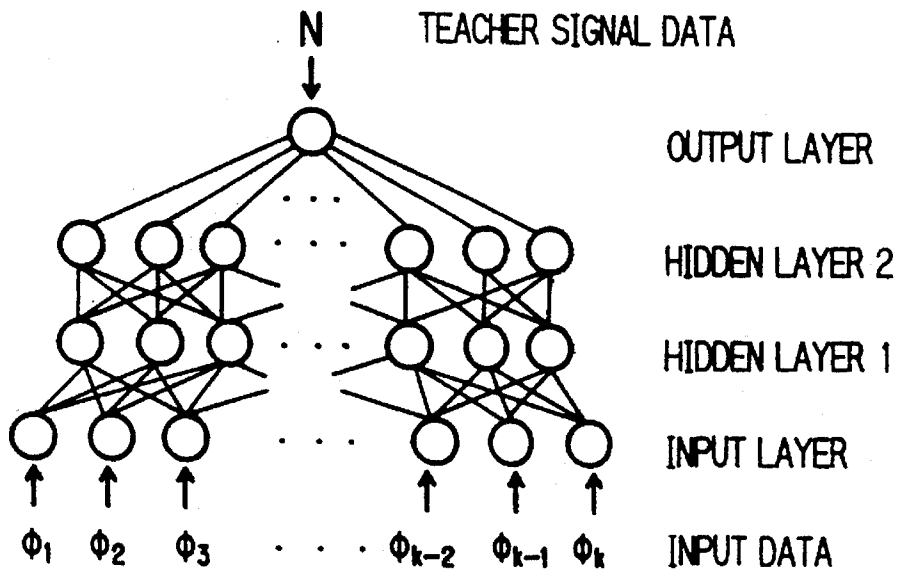 N TEACHER SIGNAL DATA
OUTPUT LAYER
. . .
. . . . HIDDEN LAYER 2
. . . . HIDDEN LAYER 1
. . . . INPUT LAYER
Φ1 Φ2 Φ3 . . . . Φk-2 Φk-1 Φk INPUT DATA